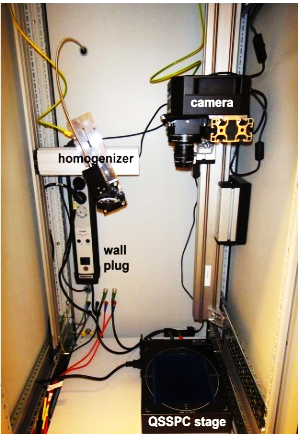 camera
homogenizer
wall
plug
QSSPC stage